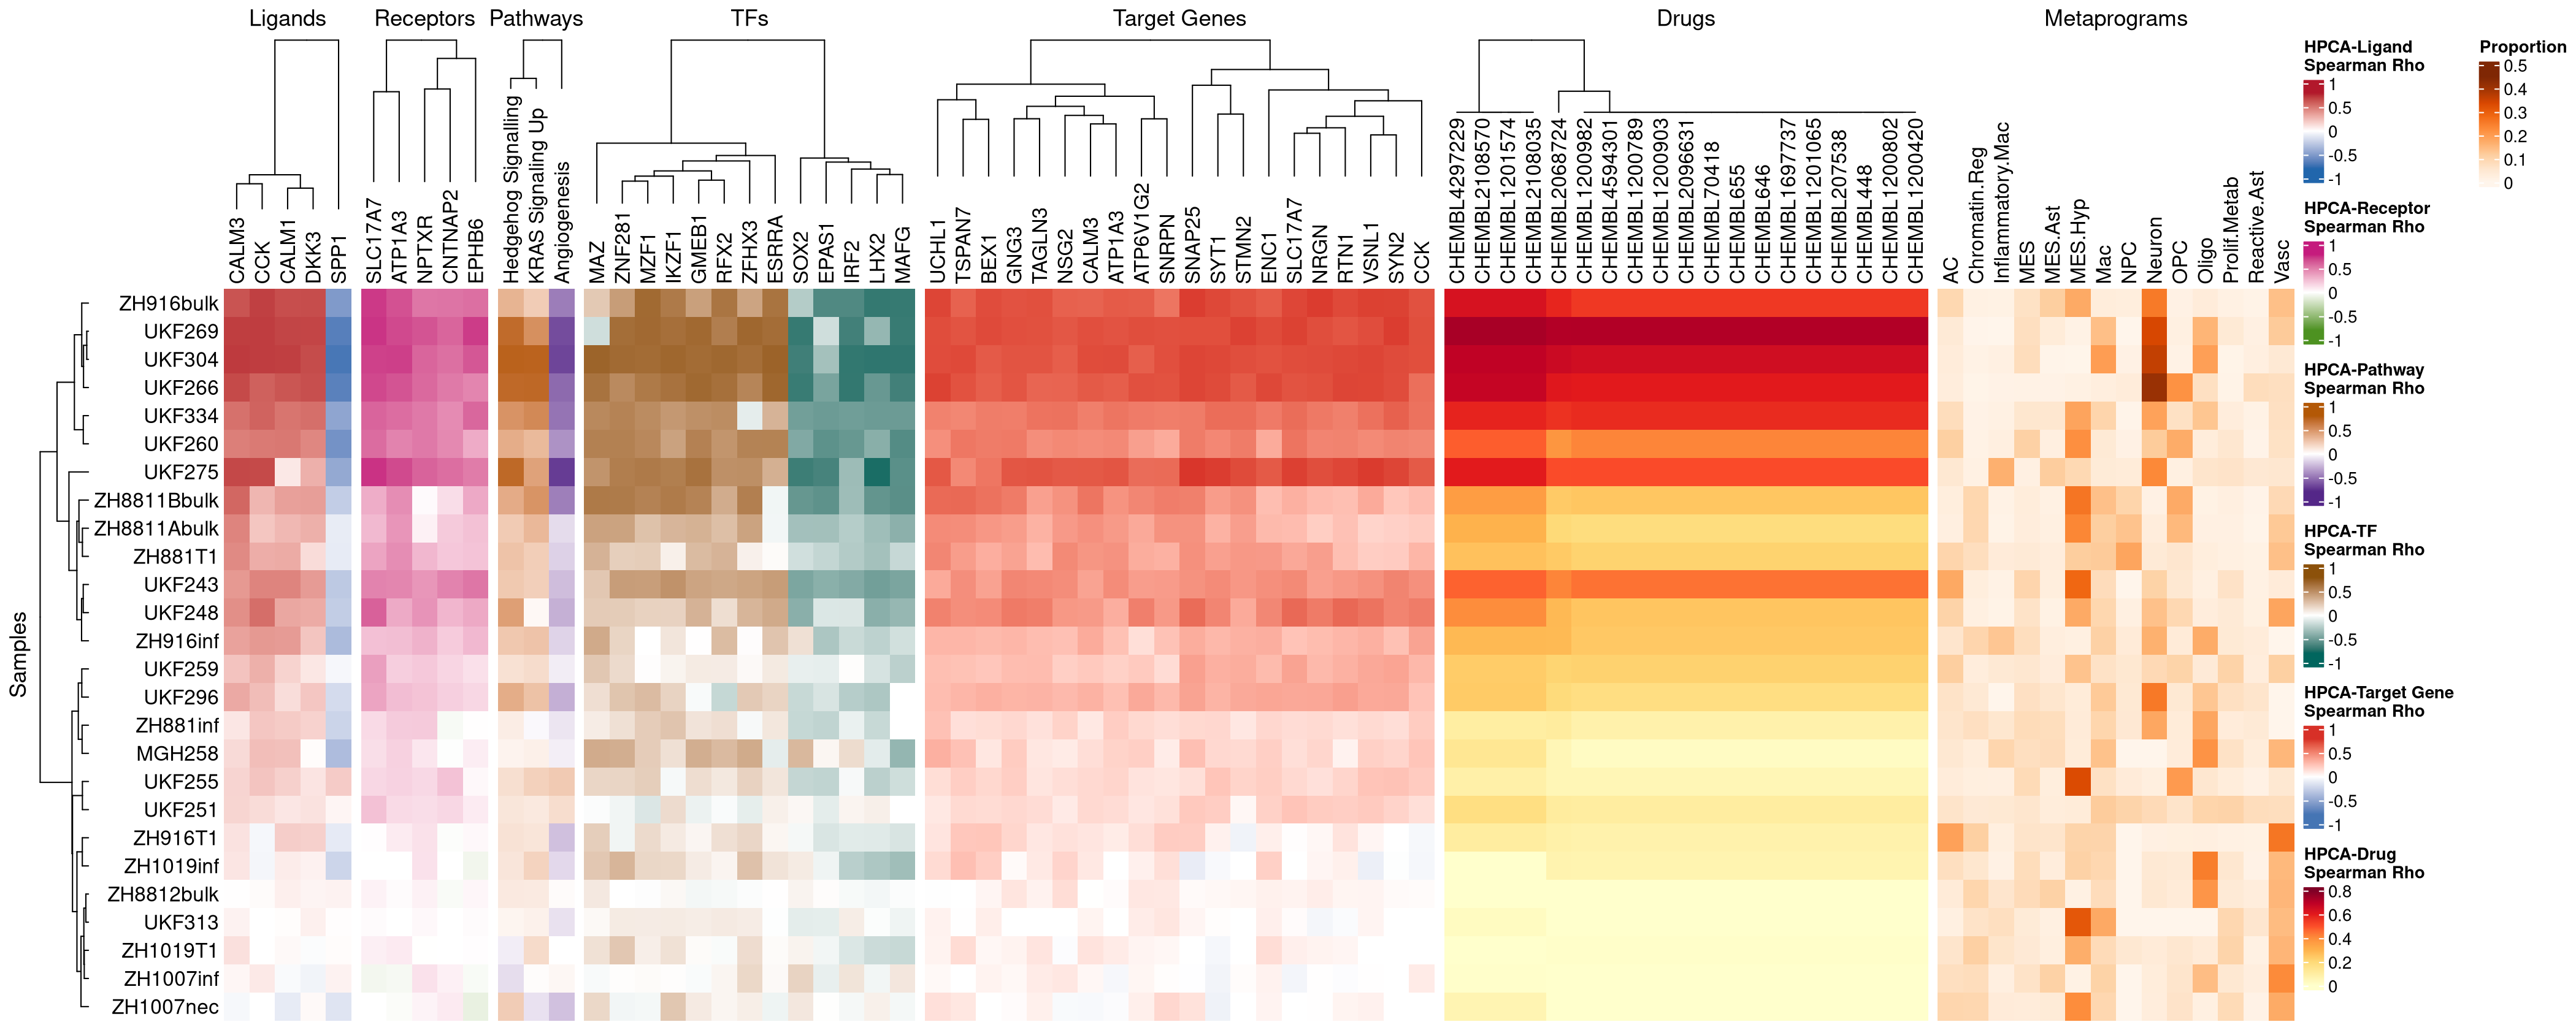 Ligands
Receptors
Pathways
TFs
Target Genes
Drugs
Metaprograms
CALM3
CCK
CALM1
DKK3
SPP1
SLC17A7
ATP1A3
NPTXR
CNTNAP2
EPHB6
Hedgehog Signalling
KRAS Signaling Up
Angiogenesis
MAZ
ZNF281
MZF1
IKZF1
GMEB1
RFX2
ZFHX3
ESRRA
SOX2
EPAS1
IRF2
LHX2
MAFG
UCHL1
TSPAN7
BEX1
GNG3
TAGLN3
NSG2
CALM3
ATP1A3
ATP6V1G2
SNRPN
SNAP25
SYT1
STMN2
ENC1
SLC17A7
NRGN
RTN1
VSNL1
SYN2
CCK
CHEMBL4297229
CHEMBL2108570
CHEMBL1201574
CHEMBL2108035
CHEMBL2068724
CHEMBL1200982
CHEMBL4594301
CHEMBL1200789
CHEMBL1200903
CHEMBL2096631
CHEMBL70418
CHEMBL655
CHEMBL646
CHEMBL1697737
CHEMBL1201065
CHEMBL207538
CHEMBL448
CHEMBL1200802
CHEMBL1200420
AC
Chromatin.Reg
Inflammatory.Mac
MES
MES.Ast
MES.Hyp
Mac
NPC
Neuron
OPC
Oligo
Prolif.Metab
Reactive.Ast
Vasc
Samples
ZH916bulk
UKF269
UKF304
UKF266
UKF334
UKF260
UKF275
ZH8811Bbulk
ZH8811Abulk
ZH881T1
UKF243
UKF248
ZH916inf
UKF259
UKF296
ZH881inf
MGH258
UKF255
UKF251
ZH916T1
ZH1019inf
ZH8812bulk
UKF313
ZH1019T1
ZH1007inf
ZH1007nec
HPCA-Ligand
Spearman Rho
1
0.5
0
-0.5
-1
HPCA-Receptor
Spearman Rho
1
0.5
0
-0.5
-1
HPCA-Pathway
Spearman Rho
1
0.5
0
-0.5
-1
HPCA-TF
Spearman Rho
1
0.5
0
-0.5
-1
HPCA-Target Gene
Spearman Rho
1
0.5
0
-0.5
-1
HPCA-Drug
Spearman Rho
0.8
0.6
0.4
0.2
0
Proportion
0.5
0.4
0.3
0.2
0.1
0